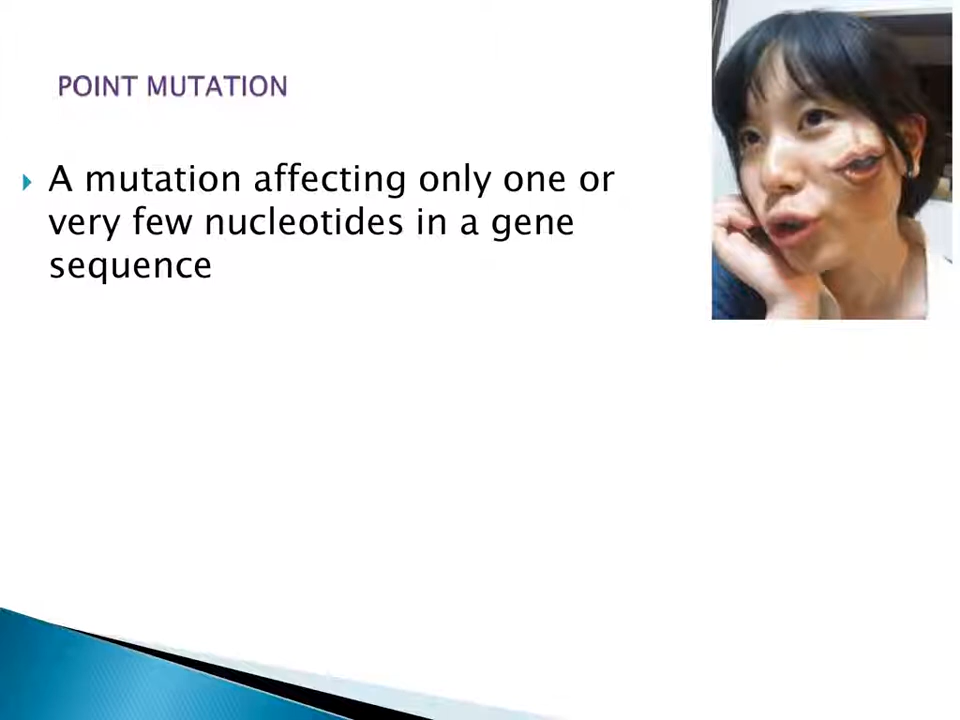 POINT MUTATION
A mutation affecting only one or
very few nucleotides in a gene
sequence